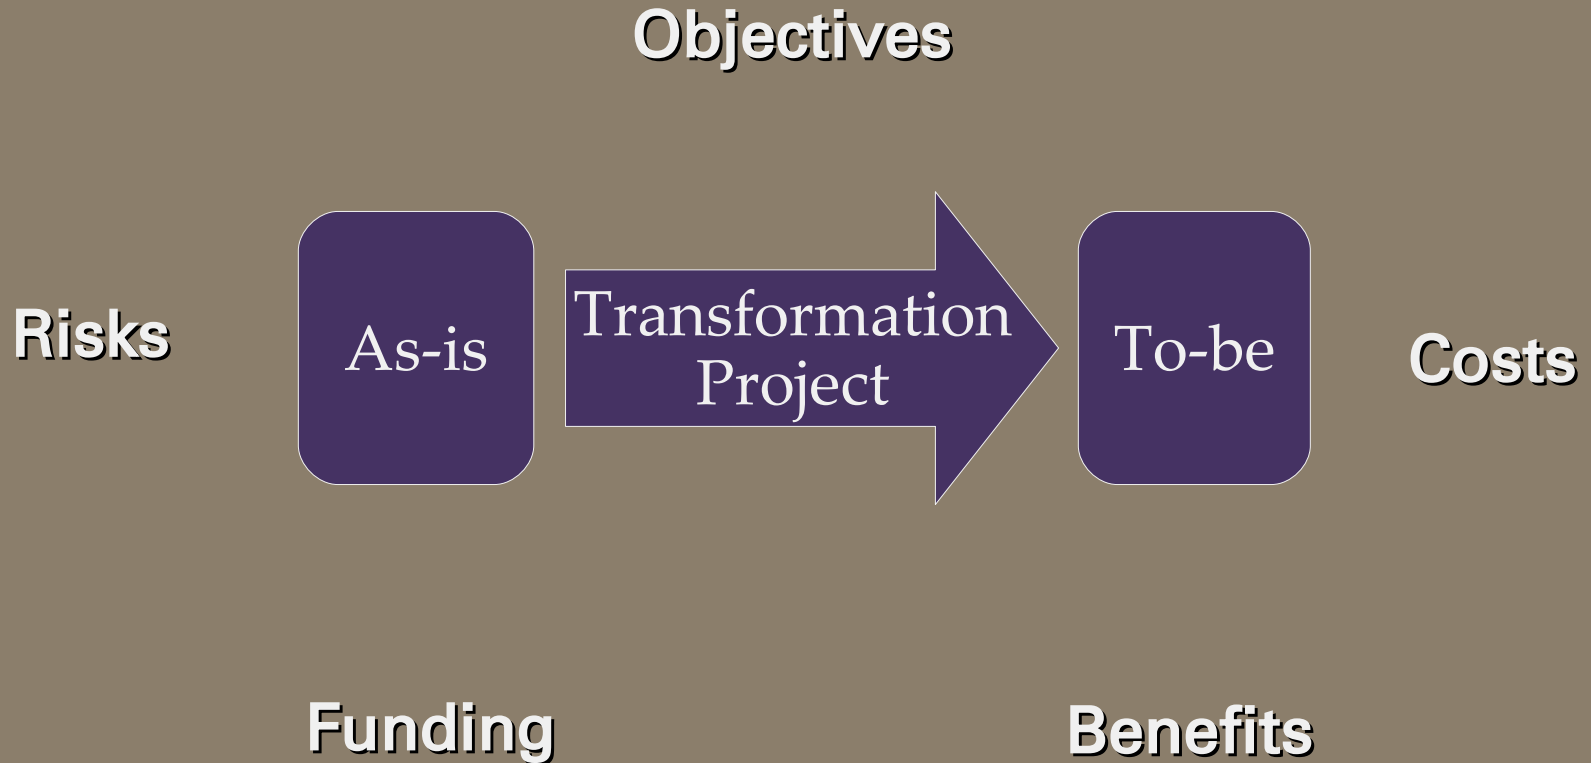 Objectives
Risks
As-is
Transformation
Project
To-be
Costs
Funding
Benefits